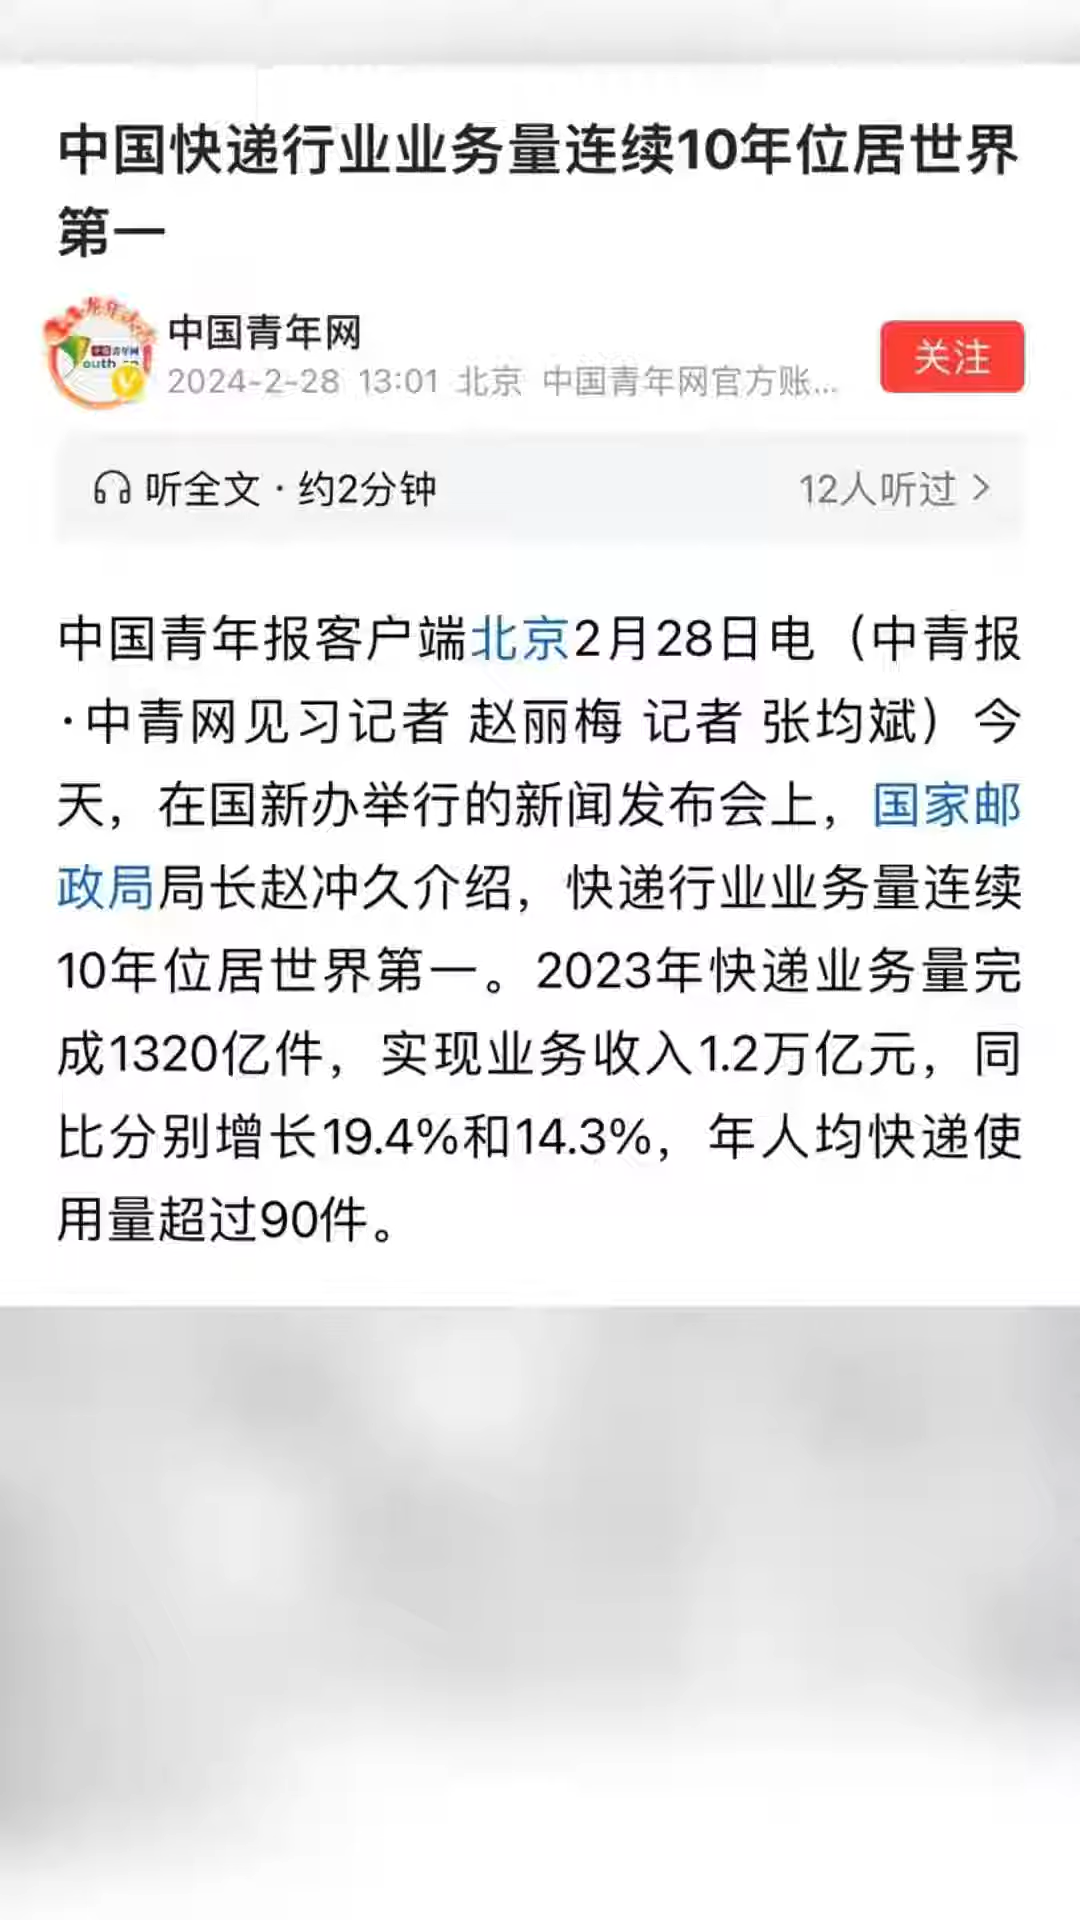 中国快递行业业务量连续10年位居世界
第一
中国青年网
2024-2-28 13:01 北京 中国青年网官方账...
关注
听全文 · 约2分钟
12人听过 >
中国青年报客户端北京2月28日电（中青报
·中青网见习记者 赵丽梅 记者 张均斌）今
天，在国新办举行的新闻发布会上，国家邮
政局局长赵冲久介绍，快递行业业务量连续
10年位居世界第一。2023年快递业务量完
成1320亿件，实现业务收入1.2万亿元，同
比分别增长19.4%和14.3%，年人均快递使
用量超过90件。